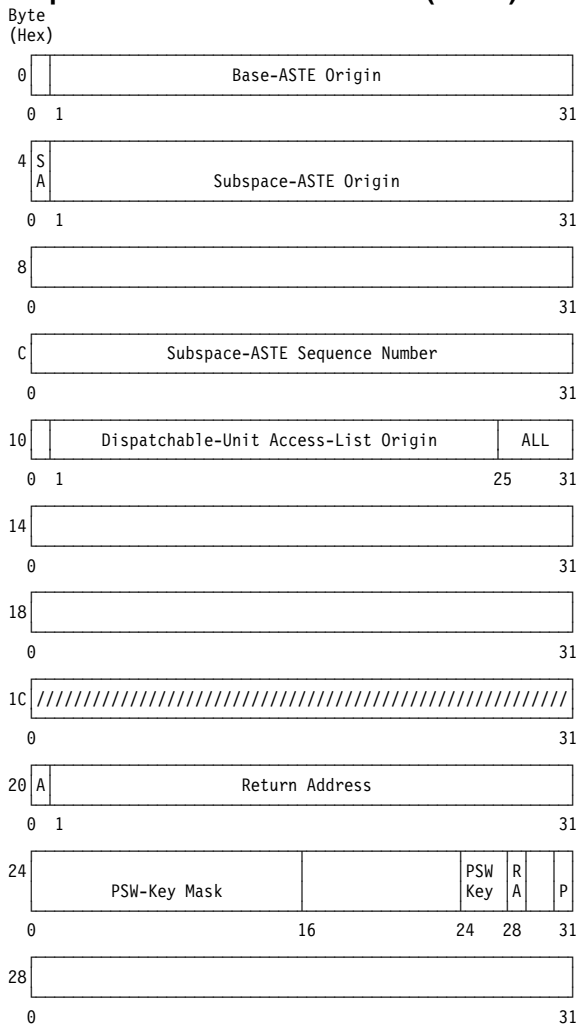 Byte
(Hex)
0 Base-ASTE Origin
0 1 31
4 S
A Subspace-ASTE Origin
0 1 31
8
0 31
C Subspace-ASTE Sequence Number
0 31
10 Dispatchable-Unit Access-List Origin ALL
0 1 25 31
14
0 31
18
0 31
1C /////////////////////////////////////////////////////////
0 31
20 A Return Address
0 1 31
24 PSW R
PSW-Key Mask Key A P
0 16 24 28 31
28
0 31